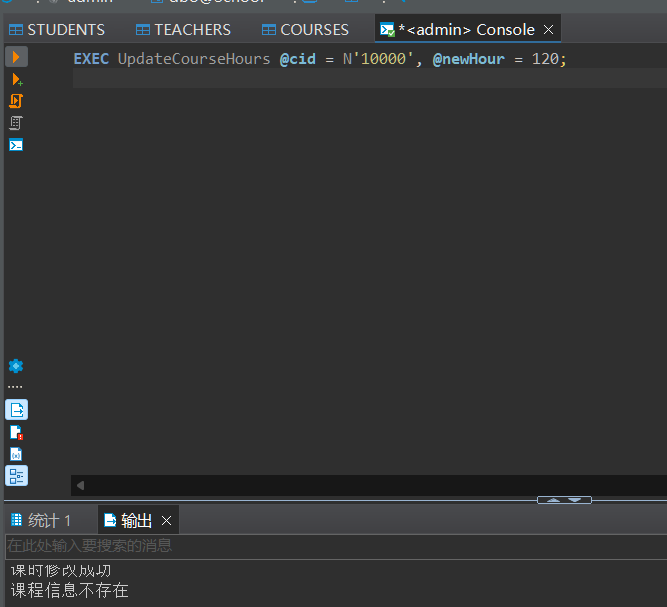 STUDENTS TEACHERS COURSES *<admin> Console
EXEC UpdateCourseHours @cid = N'10000', @newHour = 120;
统计 1 输出
在此处输入要搜索的消息
课时修改成功
课程信息不存在